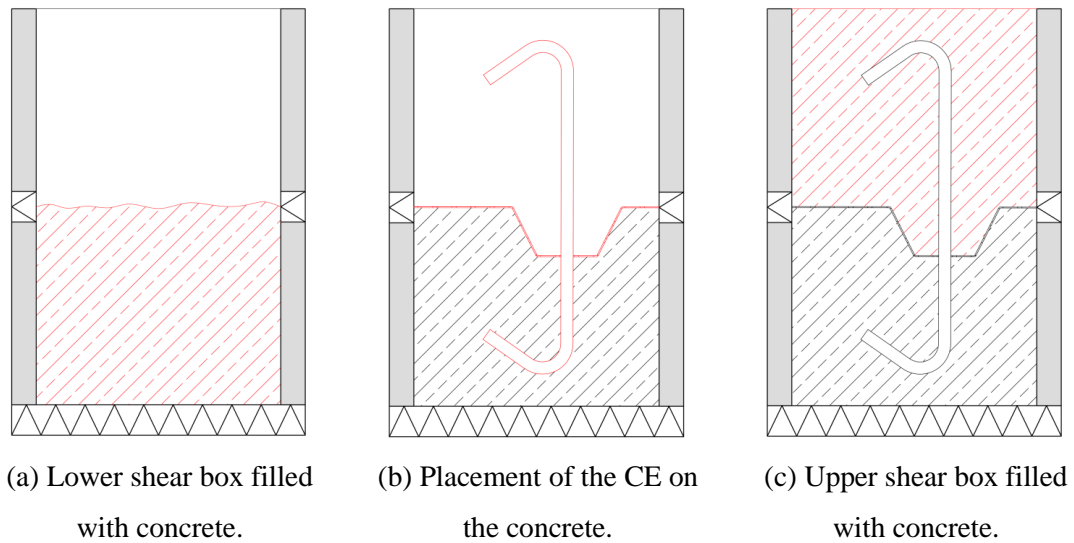 (a) Lower shear box filled
with concrete.
(b) Placement of the CE on
the concrete.
(c) Upper shear box filled
with concrete.